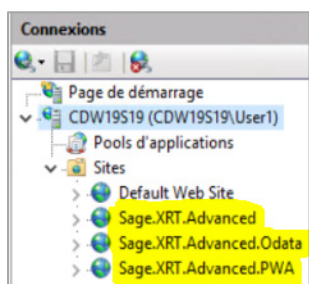 Connexions
Page de démarrage
CDW19S19 (CDW19S19\User1)
Pools d'applications
Sites
Default Web Site
Sage.XRT.Advanced
Sage.XRT.Advanced.Odata
Sage.XRT.Advanced.PWA